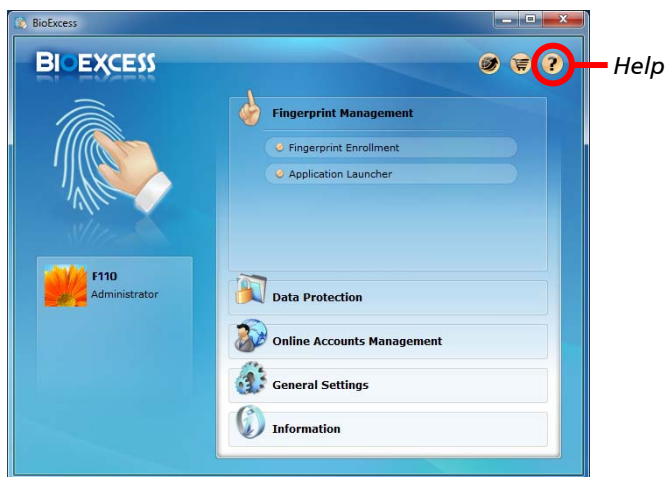 BioExcess
BIOEXCESS
?
Help
Fingerprint Management
Fingerprint Enrollment
Application Launcher
F110
Administrator
Data Protection
Online Accounts Management
General Settings
Information